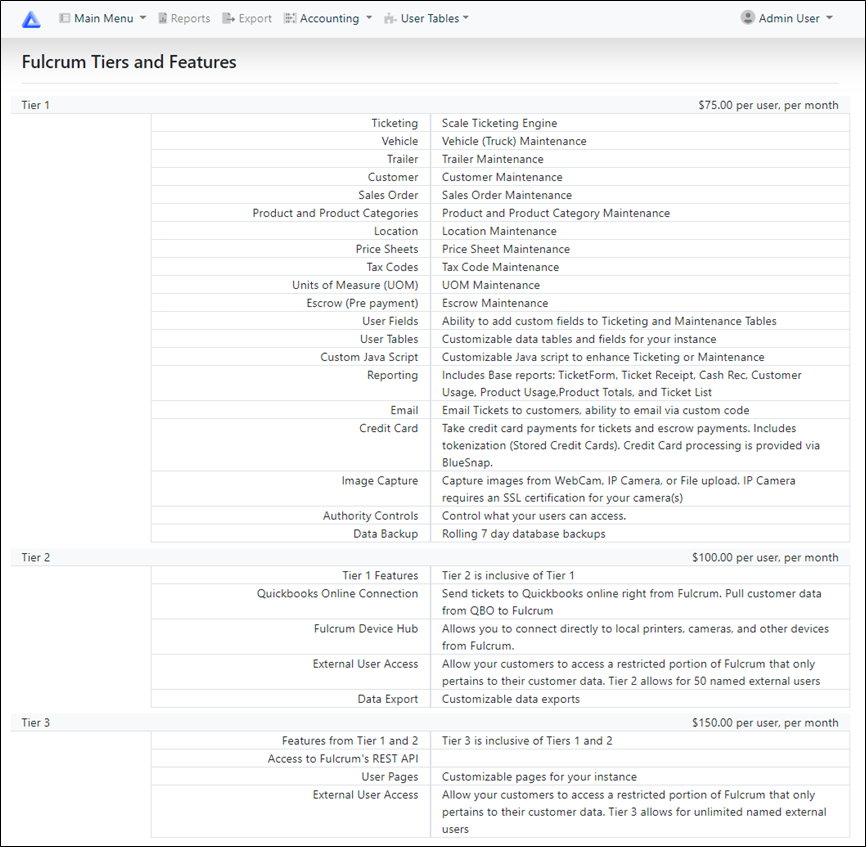 Main Menu Reports Export Accounting User Tables Admin User
Fulcrum Tiers and Features
Tier 1 $75.00 per user, per month
Ticketing Scale Ticketing Engine
Vehicle Vehicle (Truck) Maintenance
Trailer Trailer Maintenance
Customer Customer Maintenance
Sales Order Sales Order Maintenance
Product and Product Categories Product and Product Category Maintenance
Location Location Maintenance
Price Sheets Price Sheet Maintenance
Tax Codes Tax Code Maintenance
Units of Measure (UOM) UOM Maintenance
Escrow (Pre payment) Escrow Maintenance
User Fields Ability to add custom fields to Ticketing and Maintenance Tables
User Tables Customizable data tables and fields for your instance
Custom Java Script Customizable Java script to enhance Ticketing or Maintenance
Reporting Includes Base reports: TicketForm, Ticket Receipt, Cash Rec, Customer
Usage, Product Usage,Product Totals, and Ticket List
Email Email Tickets to customers, ability to email via custom code
Credit Card Take credit card payments for tickets and escrow payments. Includes
tokenization (Stored Credit Cards). Credit Card processing is provided via
BlueSnap.
Image Capture Capture images from WebCam, IP Camera, or File upload. IP Camera
requires an SSL certification for your camera(s)
Authority Controls Control what your users can access.
Data Backup Rolling 7 day database backups
Tier 2 $100.00 per user, per month
Tier 1 Features Tier 2 is inclusive of Tier 1
Quickbooks Online Connection Send tickets to Quickbooks online right from Fulcrum. Pull customer data
from QBO to Fulcrum
Fulcrum Device Hub Allows you to connect directly to local printers, cameras, and other devices
from Fulcrum.
External User Access Allow your customers to access a restricted portion of Fulcrum that only
pertains to their customer data. Tier 2 allows for 50 named external users
Data Export Customizable data exports
Tier 3 $150.00 per user, per month
Features from Tier 1 and 2 Tier 3 is inclusive of Tiers 1 and 2
Access to Fulcrum's REST API
User Pages Customizable pages for your instance
External User Access Allow your customers to access a restricted portion of Fulcrum that only
pertains to their customer data. Tier 3 allows for unlimited named external
users